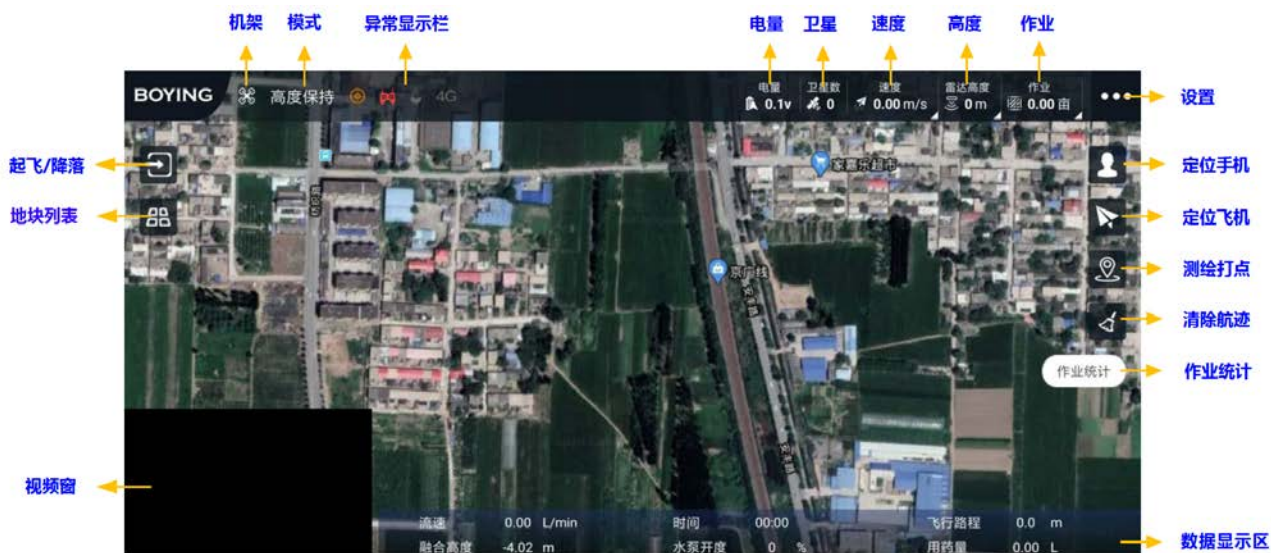 机架 模式 异常显示栏 电量 卫星 速度 高度 作业
BOYING 高度保持 4G 电量 0.1v 卫星数 0 速度 0.00 m/s 雷达高度 0 m 作业 0.00 亩
设置
起飞/降落
家嘉乐超市
定位手机
地块列表
定位飞机
京广线
测绘打点
清除航迹
作业统计 作业统计
视频窗
流速 0.00 L/min 时间 00:00 飞行路程 0.0 m
融合高度 -4.02 m 水泵开度 0 % 用药量 0.00 L
数据显示区